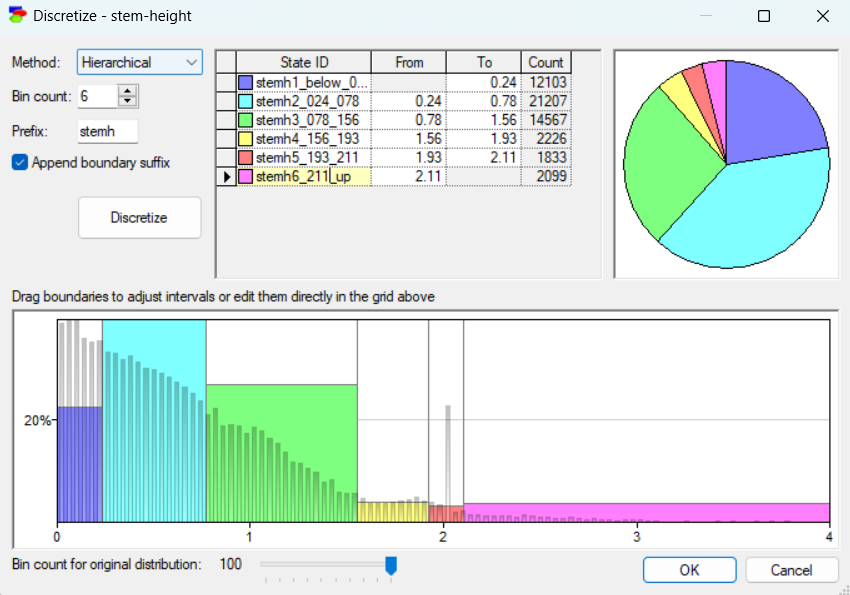 Discretize - stem-height
Method: Hierarchical
Bin count: 6
Prefix: stemh
Append boundary suffix
Discretize
State ID From To Count
stemh1_below_0... 0.24 12103
stemh2_024_078 0.24 0.78 21207
stemh3_078_156 0.78 1.56 14567
stemh4_156_193 1.56 1.93 2226
stemh5_193_211 1.93 2.11 1833
stemh6_211_up 2.11 2099
Drag boundaries to adjust intervals or edit them directly in the grid above
20%
0 1 2 3 4
Bin count for original distribution: 100
OK Cancel